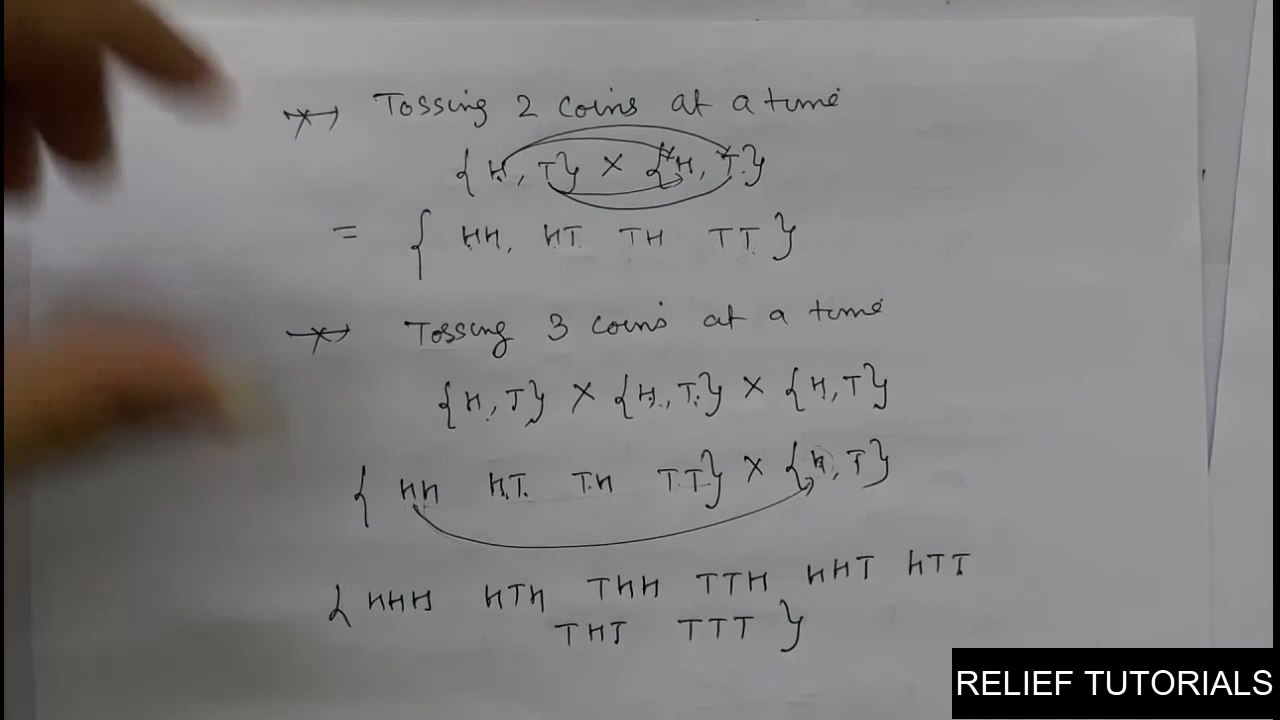 Tossing 2 coins at a time
{ H, T} × {H, T}
= { HH, HT TH TT }
Tossing 3 coins at a time
{H, T} × {H, T} × {H, T}
{ HH HT TH TT} × {H, T}
{ HHH HTH THH TTH HHT HTT
THT TTT }
RELIEF TUTORIALS